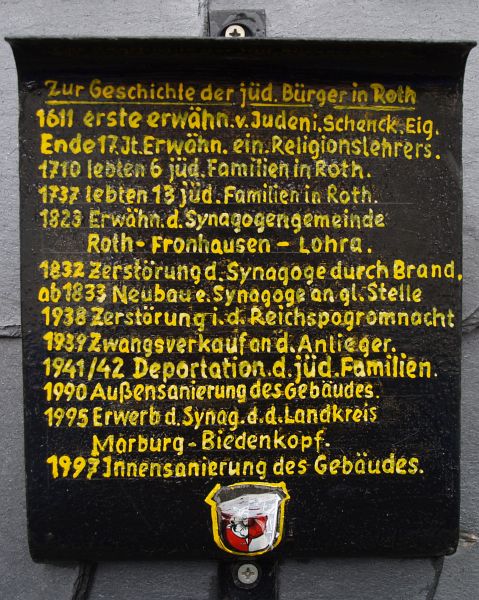 Zur Geschichte der jüd. Bürger in Roth
1611 erste erwähn. v. Juden i. Schenck. Eig.
Ende 17. Jt. Erwähn. ein. Religionslehrers.
1710 lebten 6 jüd. Familien in Roth.
1737 lebten 13 jüd. Familien in Roth.
1823 Erwähn. d. Synagogengemeinde
Roth - Fronhausen - Lohra.
1832 Zerstörung d. Synagoge durch Brand.
ab 1833 Neubau e. Synagoge an gl. Stelle
1938 Zerstörung i. d. Reichspogromnacht
1939 Zwangsverkauf an d. Anlieger.
1941/42 Deportation d. jüd. Familien.
1990 Außensanierung des Gebäudes.
1995 Erwerb d. Synag. d. d. Landkreis
Marburg - Biedenkopf.
1997 Innensanierung des Gebäudes.